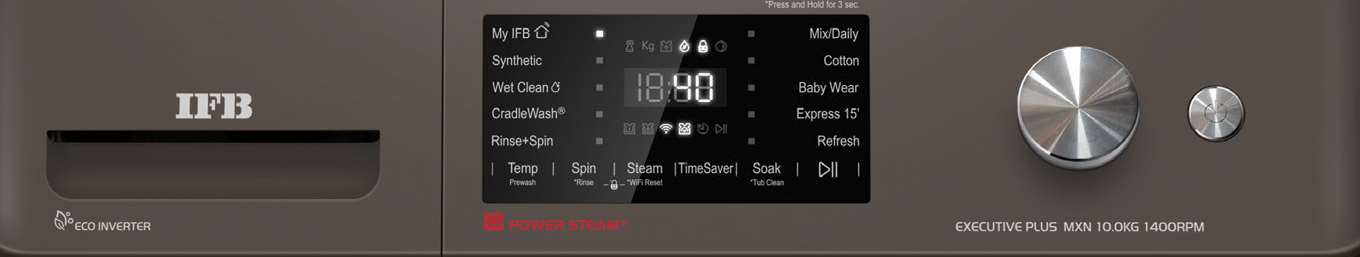 *Press and Hold for 3 sec.
My IFB
Mix/Daily
Kg
Synthetic
Cotton
Wet Clean
40
Baby Wear
CradleWash®
Express 15'
Rinse+Spin
Refresh
| Temp | Spin | Steam |TimeSaver| Soak | |
Prewash *Rinse *WiFi Reset *Tub Clean
IFB
ECO INVERTER
POWER STEAM®
EXECUTIVE PLUS MXN 10.0KG 1400RPM